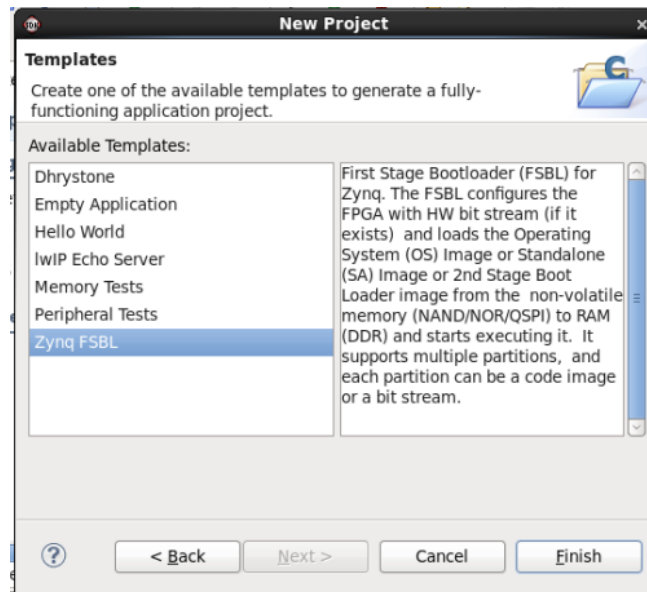 New Project
Templates
Create one of the available templates to generate a fully-
functioning application project.
Available Templates:
Dhrystone
Empty Application
Hello World
lwIP Echo Server
Memory Tests
Peripheral Tests
Zynq FSBL
First Stage Bootloader (FSBL) for
Zynq. The FSBL configures the
FPGA with HW bit stream (if it
exists)  and loads the Operating
System (OS) Image or Standalone
(SA) Image or 2nd Stage Boot
Loader image from the  non-volatile
memory (NAND/NOR/QSPI) to RAM
(DDR) and starts executing it.  It
supports multiple partitions,  and
each partition can be a code image
or a bit stream.
?
< Back
Next >
Cancel
Finish